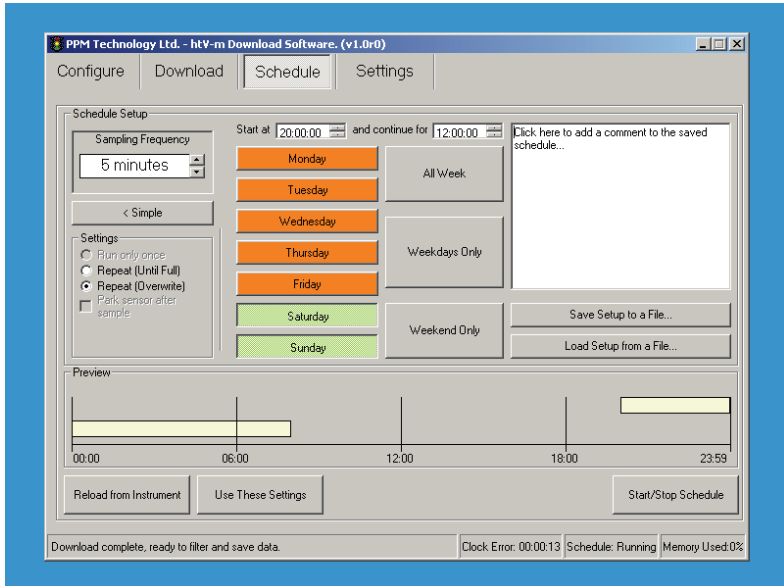 PPM Technology Ltd. - htV-m Download Software. (v1.0r0)
Configure Download Schedule Settings
Schedule Setup
Sampling Frequency
5 minutes
< Simple
Settings
Run only once
Repeat (Until Full)
Repeat (Overwrite)
Park sensor after
sample
Start at 20:00:00 and continue for 12:00:00
Monday
Tuesday
Wednesday
Thursday
Friday
Saturday
Sunday
All Week
Weekdays Only
Weekend Only
Click here to add a comment to the saved
schedule...
Save Setup to a File...
Load Setup from a File...
Preview
00:00 06:00 12:00 18:00 23:59
Reload from Instrument Use These Settings Start/Stop Schedule
Download complete, ready to filter and save data. Clock Error: 00:00:13 Schedule: Running Memory Used:0%